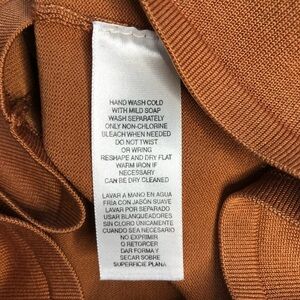 HAND WASH COLD
WITH MILD SOAP
WASH SEPARATELY
ONLY NON-CHLORINE
BLEACH WHEN NEEDED
DO NOT TWIST
OR WRING
RESHAPE AND DRY FLAT
WARM IRON IF
NECESSARY
CAN BE DRY CLEANED
LAVAR A MANO EN AGUA
FRIA CON JABON SUAVE
LAVAR POR SEPARADO
USAR BLANQUEADORES
SIN CLORO UNICAMENTE
CUANDO SEA NECESARIO
NO EXPRIMIR
O RETORCER
DAR FORMA Y
SECAR SOBRE
SUPERFICIE PLANA